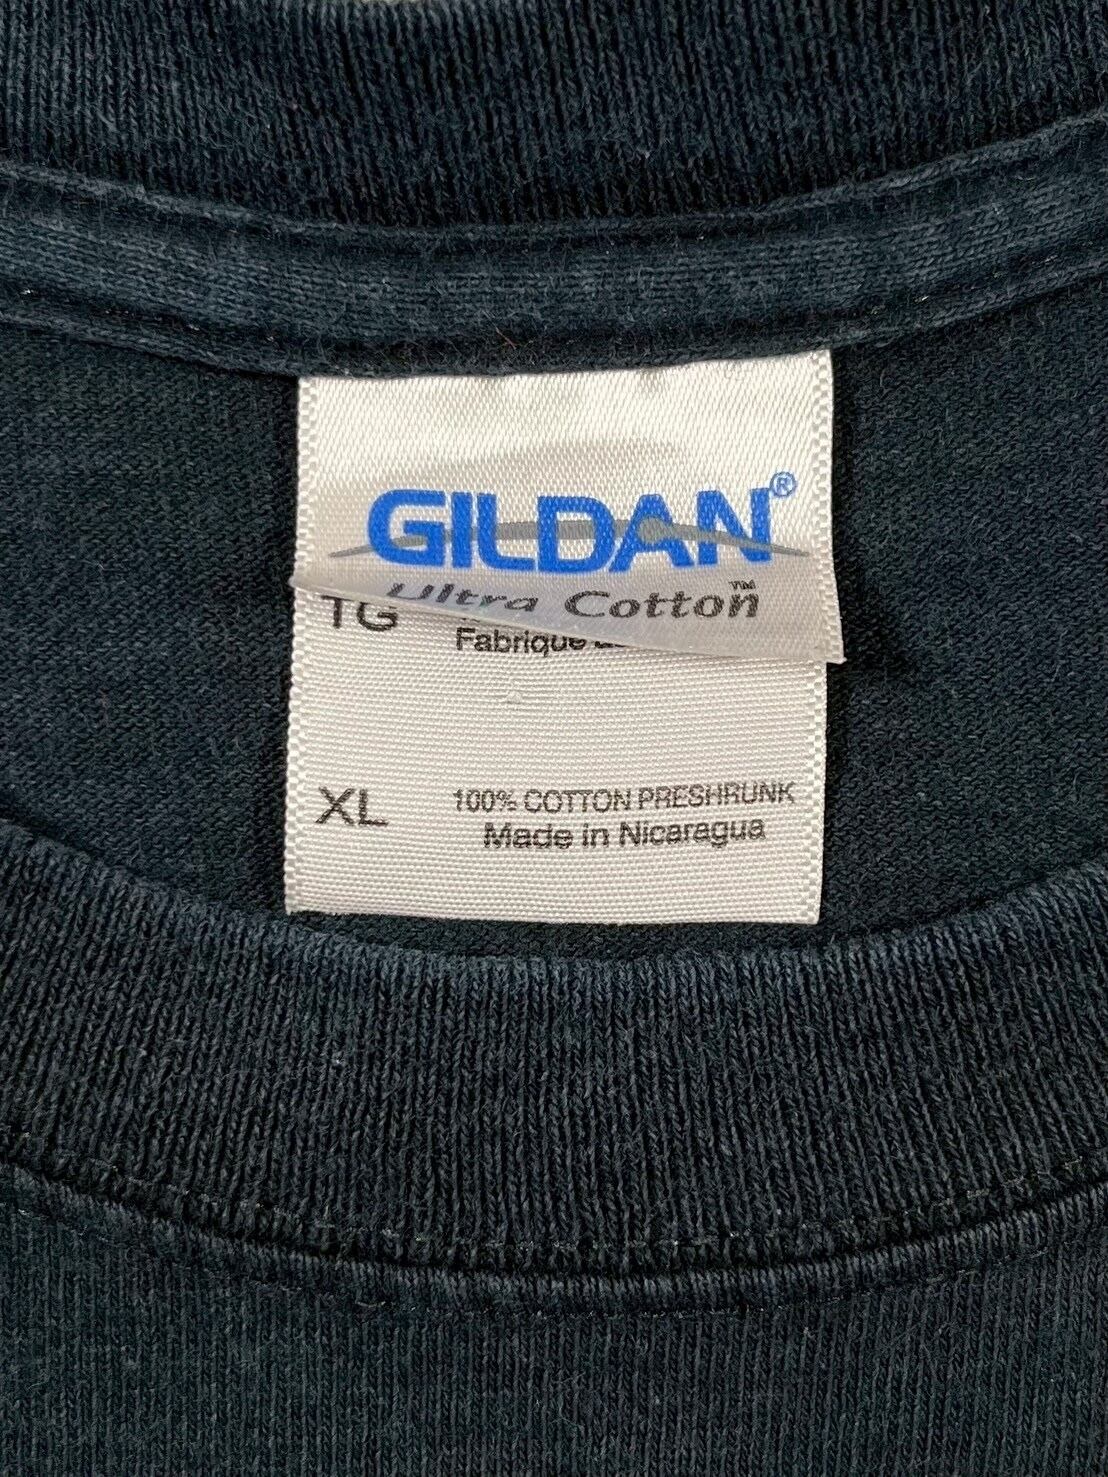 GILDAN®
Ultra Cotton™
TG
Fabrique
XL
100% COTTON PRESHRUNK
Made in Nicaragua